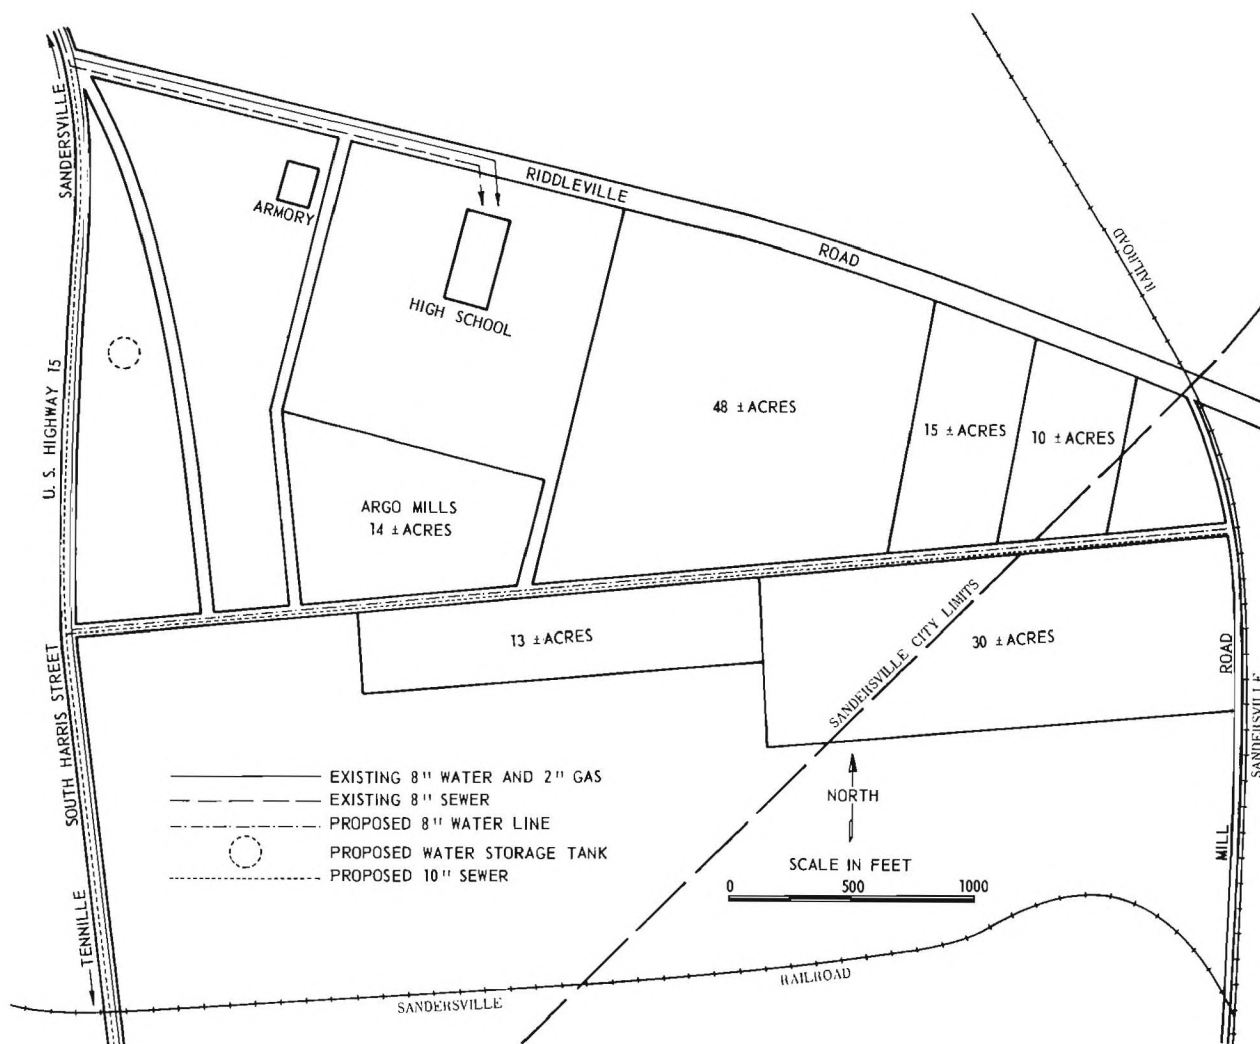 SANDERSVILLE
U. S. HIGHWAY 15
SOUTH HARRIS STREET
TENNILLE
RIDDLEVILLE
ROAD
RAILROAD
ARMORY
HIGH SCHOOL
48 ± ACRES
15 ± ACRES
10 ± ACRES
ARGO MILLS
14 ± ACRES
13 ± ACRES
30 ± ACRES
SANDERSVILLE CITY LIMITS
ROAD
MILL
SANDERSVILLE
EXISTING 8" WATER AND 2" GAS
EXISTING 8" SEWER
PROPOSED 8" WATER LINE
PROPOSED WATER STORAGE TANK
PROPOSED 10" SEWER
NORTH
SCALE IN FEET
0 500 1000
SANDERSVILLE
RAILROAD